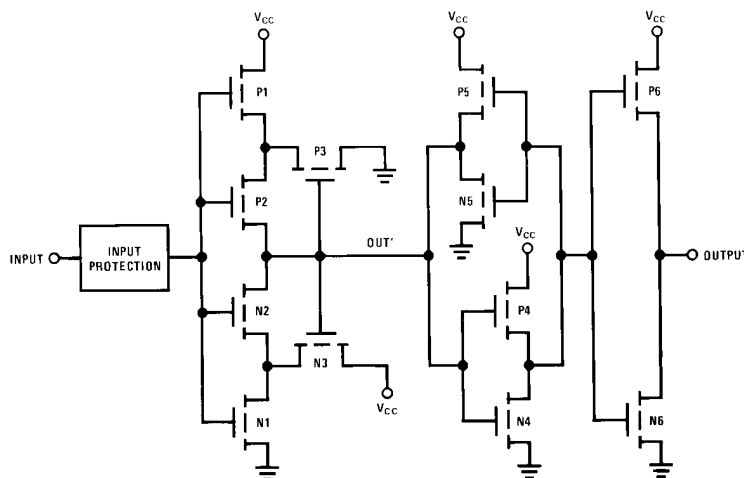 VCC
VCC
VCC
P1
P5
P6
P3
P2
N5
VCC
INPUT
INPUT
PROTECTION
OUT'
OUTPUT
N2
P4
N3
VCC
N1
N4
N6